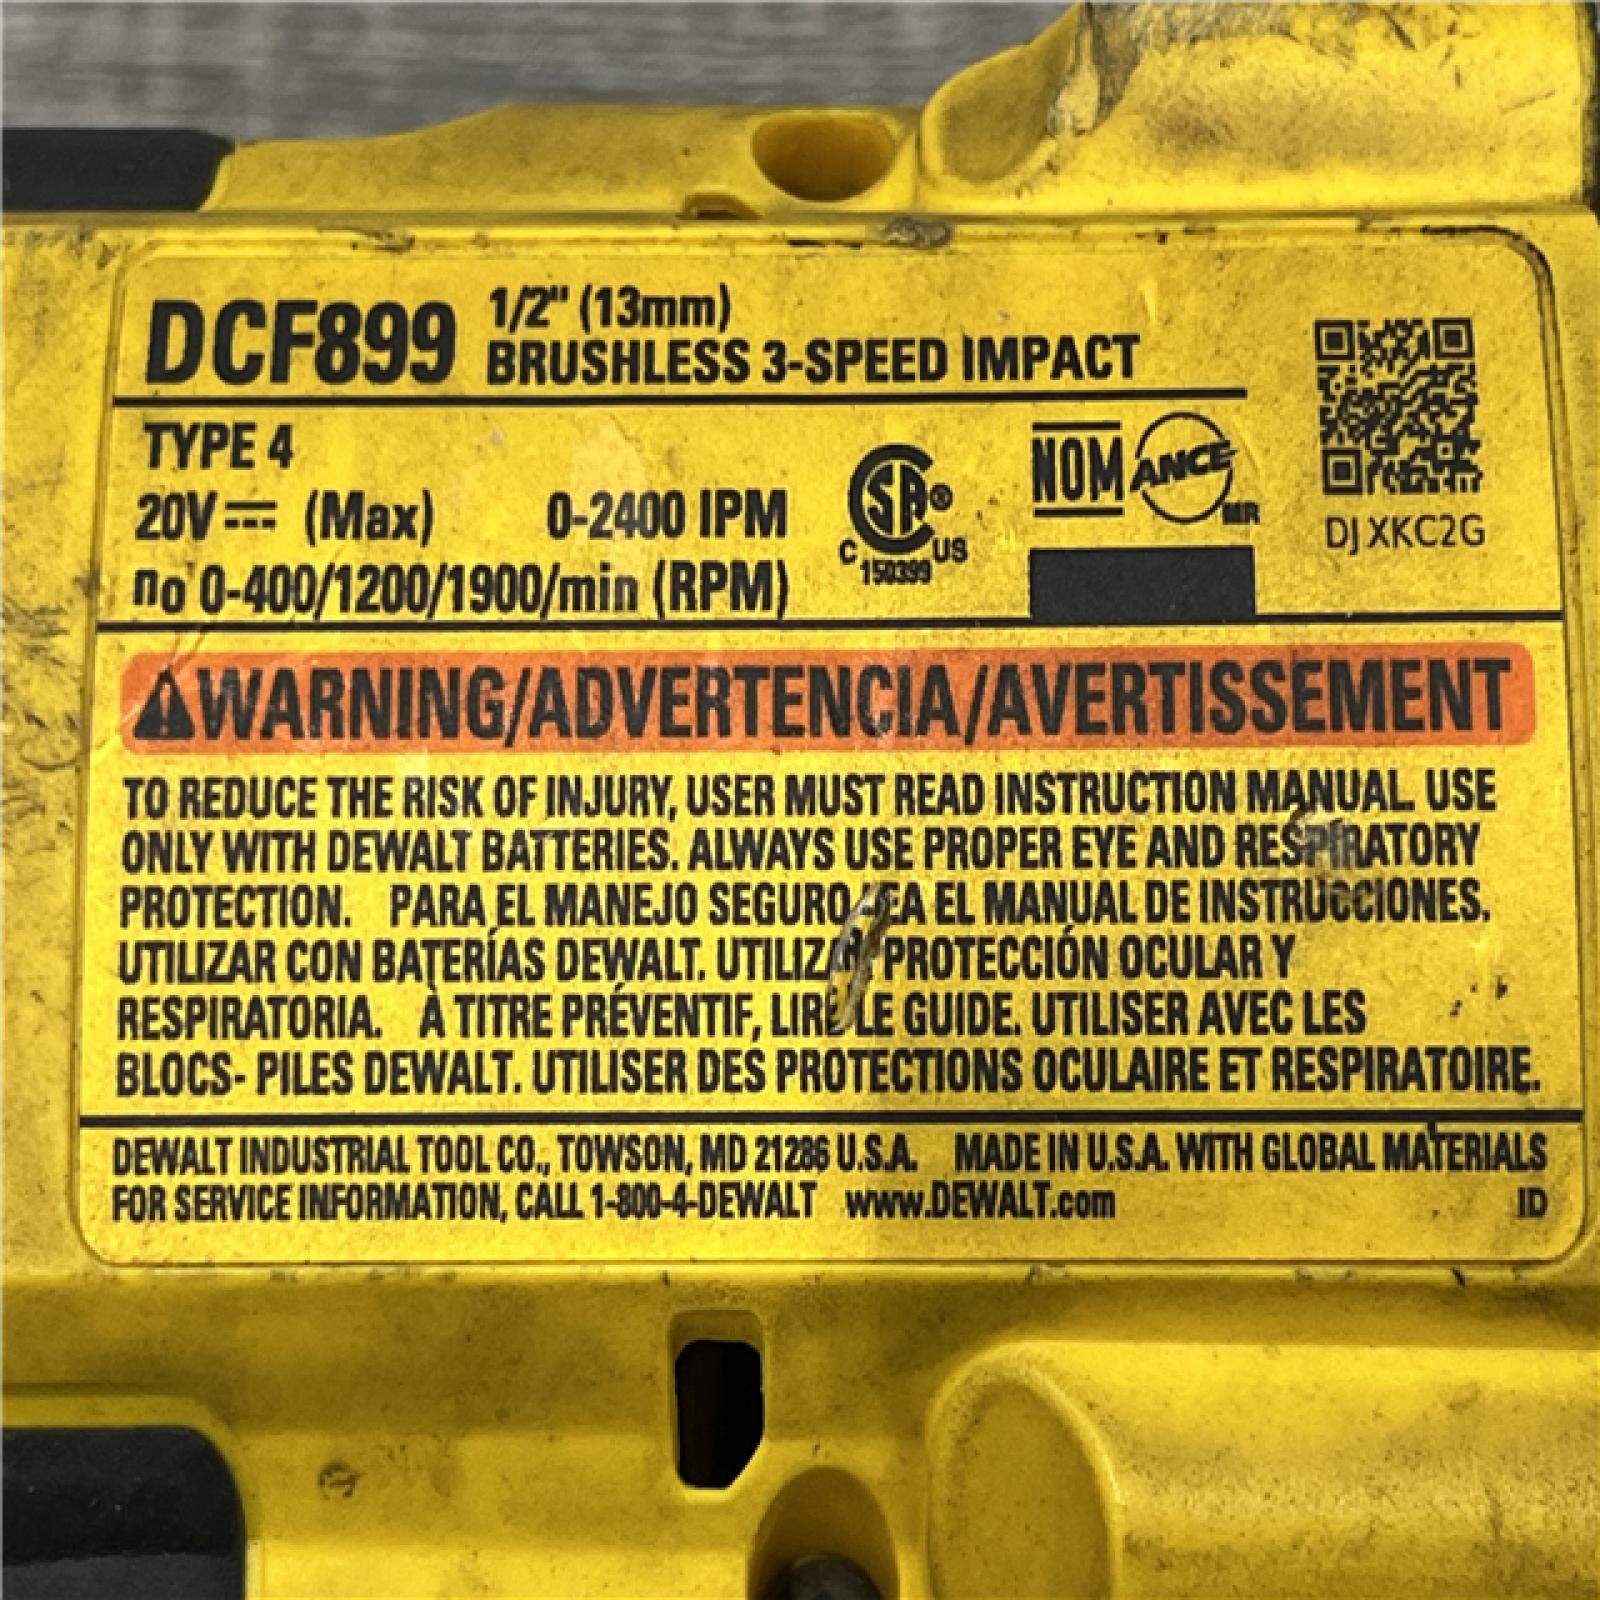 DCF899 1/2" (13mm)
BRUSHLESS 3-SPEED IMPACT
TYPE 4
20V (Max) 0-2400 IPM
no 0-400/1200/1900/min (RPM)
CSA® C US 150399
NOM ANCE MR
DJ XKC2G
WARNING/ADVERTENCIA/AVERTISSEMENT
TO REDUCE THE RISK OF INJURY, USER MUST READ INSTRUCTION MANUAL. USE
ONLY WITH DEWALT BATTERIES. ALWAYS USE PROPER EYE AND RESPIRATORY
PROTECTION. PARA EL MANEJO SEGURO LEA EL MANUAL DE INSTRUCCIONES.
UTILIZAR CON BATERÍAS DEWALT. UTILIZAR PROTECCIÓN OCULAR Y
RESPIRATORIA. À TITRE PRÉVENTIF, LIRE LE GUIDE. UTILISER AVEC LES
BLOCS- PILES DEWALT. UTILISER DES PROTECTIONS OCULAIRE ET RESPIRATOIRE.
DEWALT INDUSTRIAL TOOL CO., TOWSON, MD 21286 U.S.A. MADE IN U.S.A. WITH GLOBAL MATERIALS
FOR SERVICE INFORMATION, CALL 1-800-4-DEWALT www.DEWALT.com ID